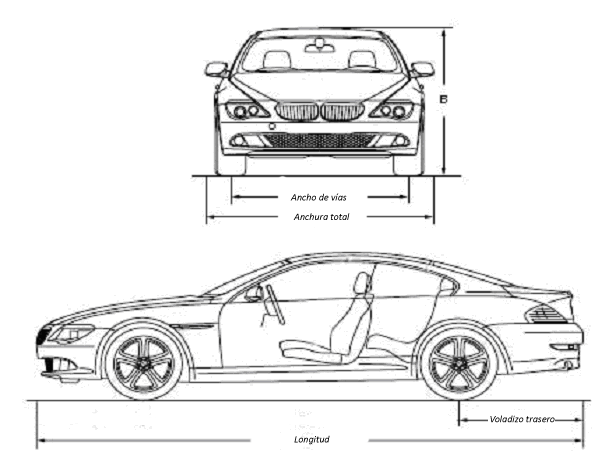 B
Ancho de vías
Anchura total
Voladizo trasero
Longitud